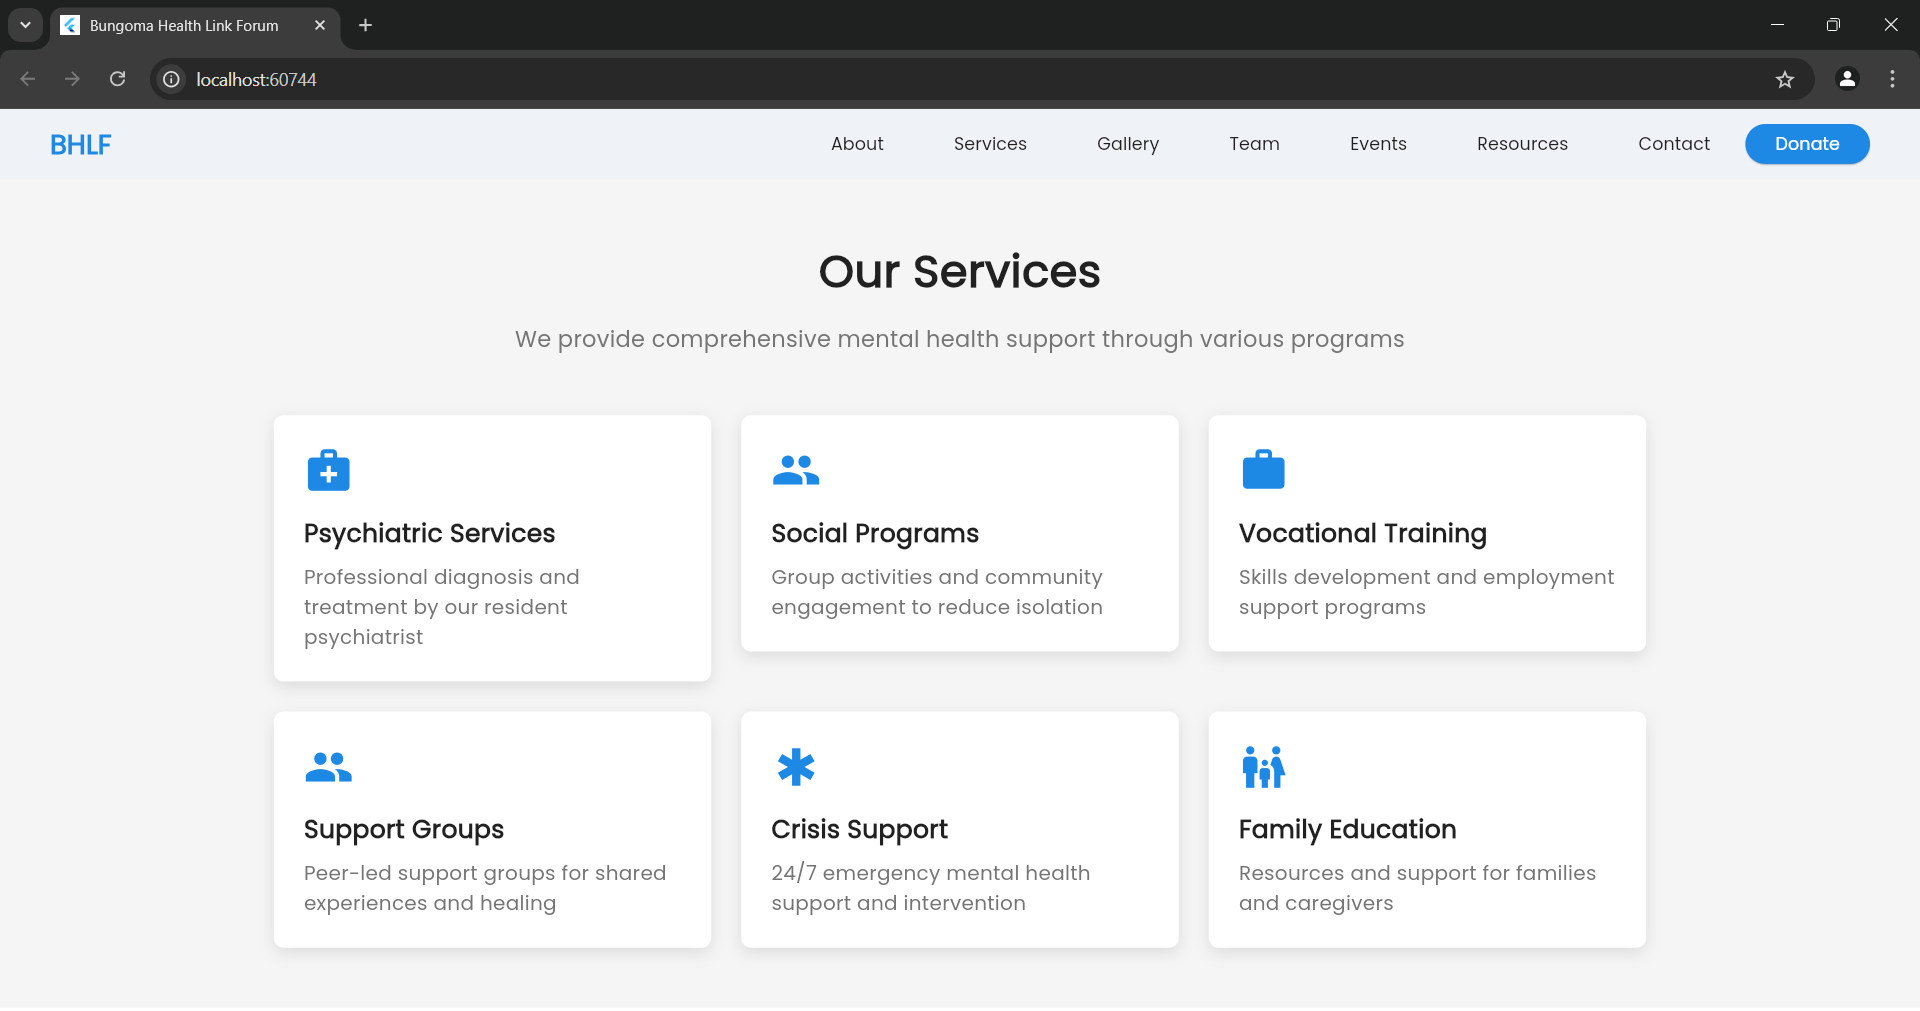 Bungoma Health Link Forum
localhost:60744
BHLF
About
Services
Gallery
Team
Events
Resources
Contact
Donate
Our Services
We provide comprehensive mental health support through various programs
Psychiatric Services
Professional diagnosis and
treatment by our resident
psychiatrist
Social Programs
Group activities and community
engagement to reduce isolation
Vocational Training
Skills development and employment
support programs
Support Groups
Peer-led support groups for shared
experiences and healing
Crisis Support
24/7 emergency mental health
support and intervention
Family Education
Resources and support for families
and caregivers